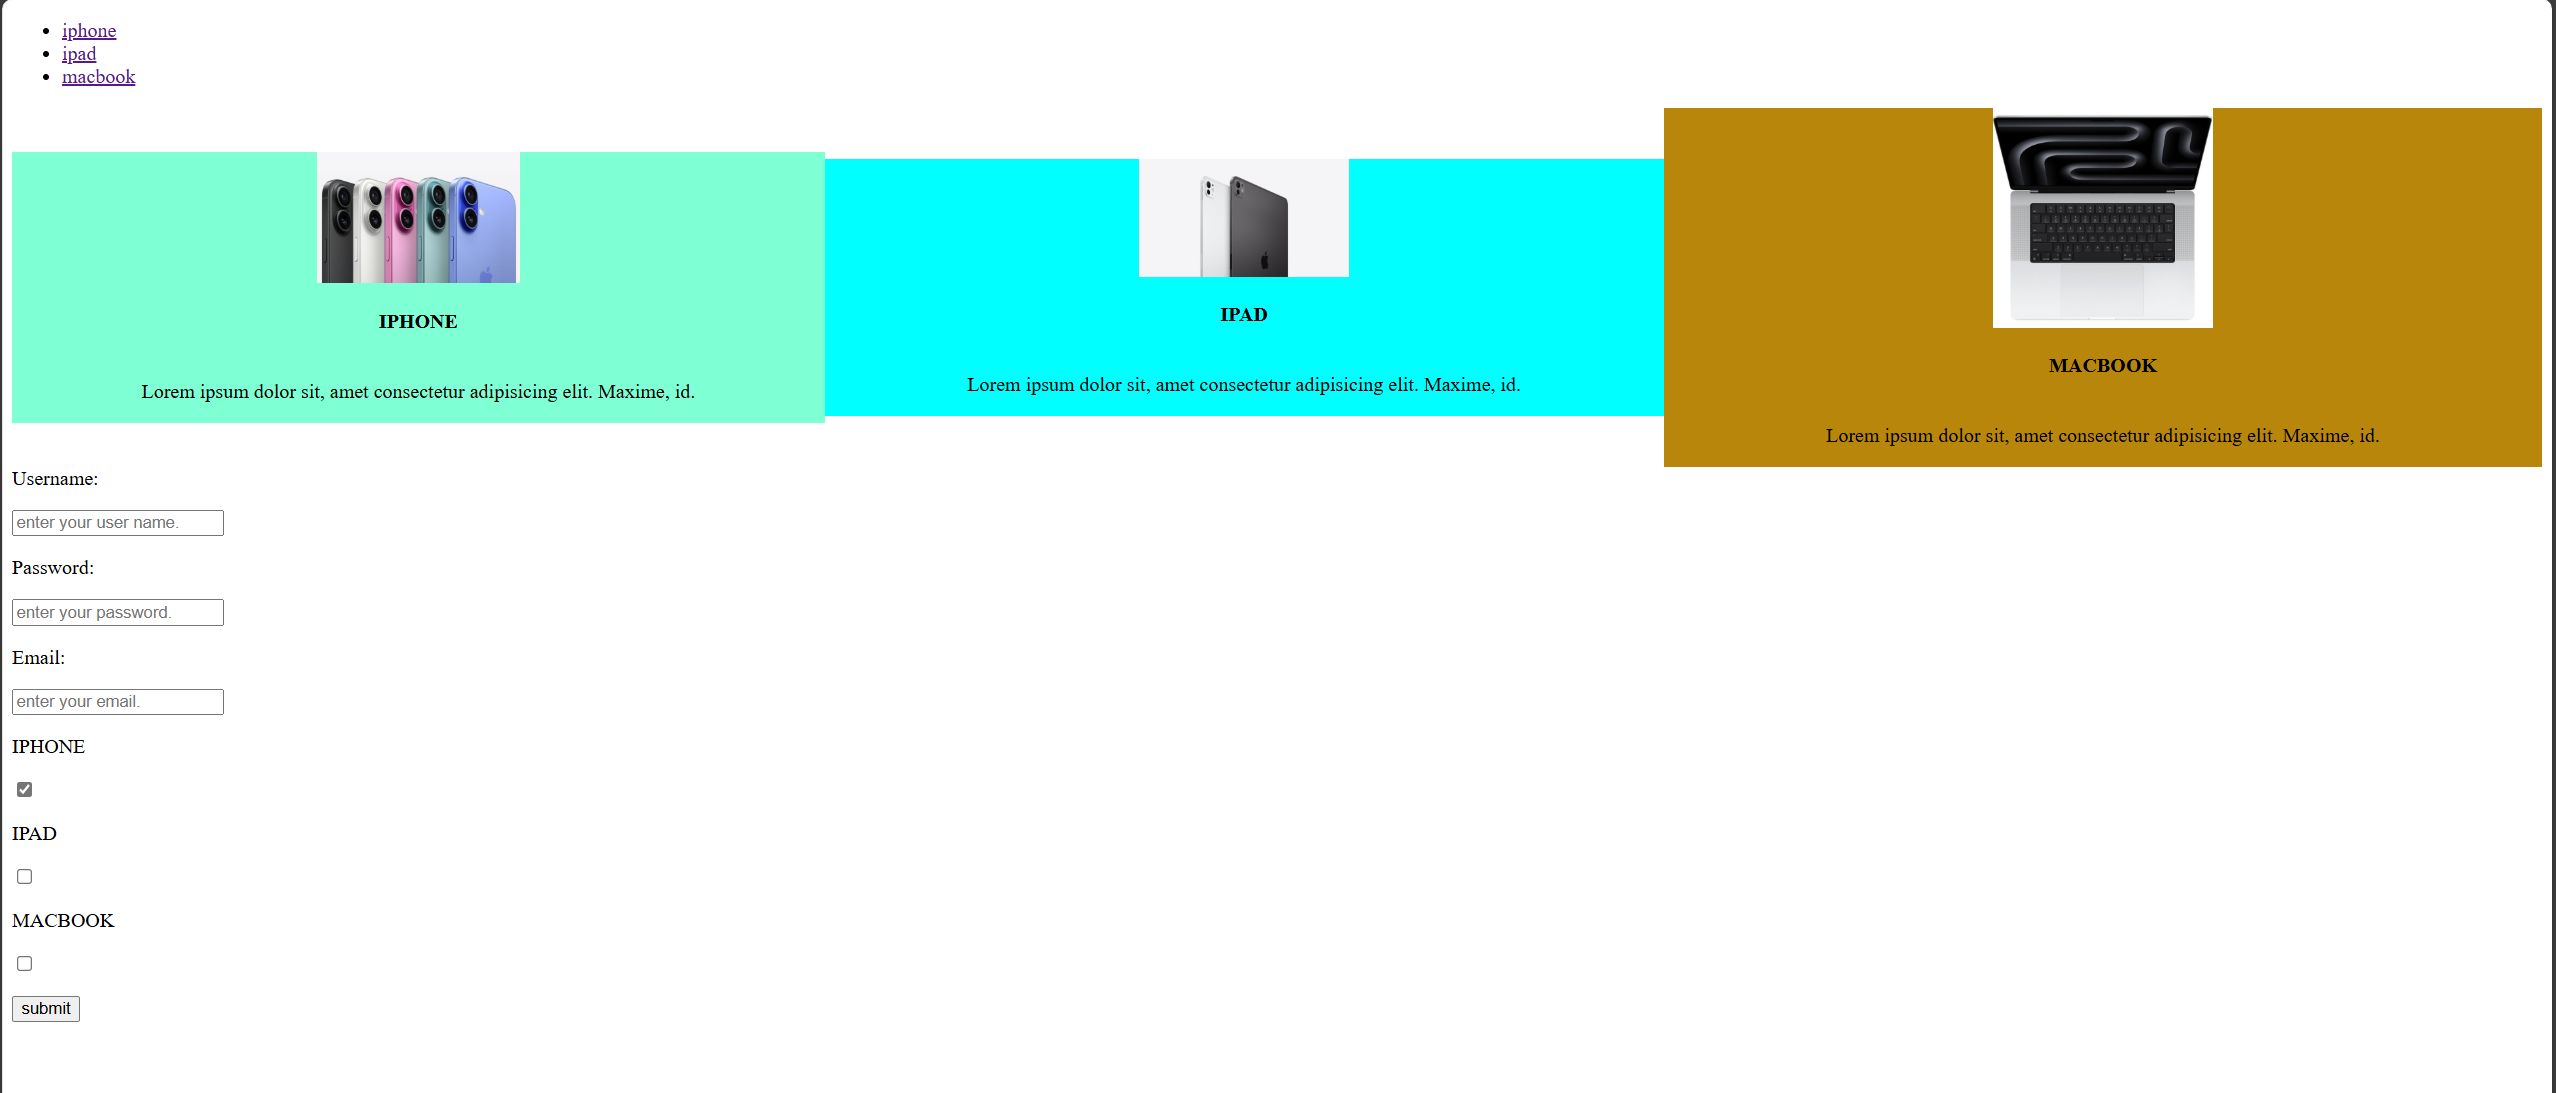 iphone
ipad
macbook
IPHONE
Lorem ipsum dolor sit, amet consectetur adipisicing elit. Maxime, id.
IPAD
Lorem ipsum dolor sit, amet consectetur adipisicing elit. Maxime, id.
MACBOOK
Lorem ipsum dolor sit, amet consectetur adipisicing elit. Maxime, id.
Username:
enter your user name.
Password:
enter your password.
Email:
enter your email.
IPHONE
IPAD
MACBOOK
submit